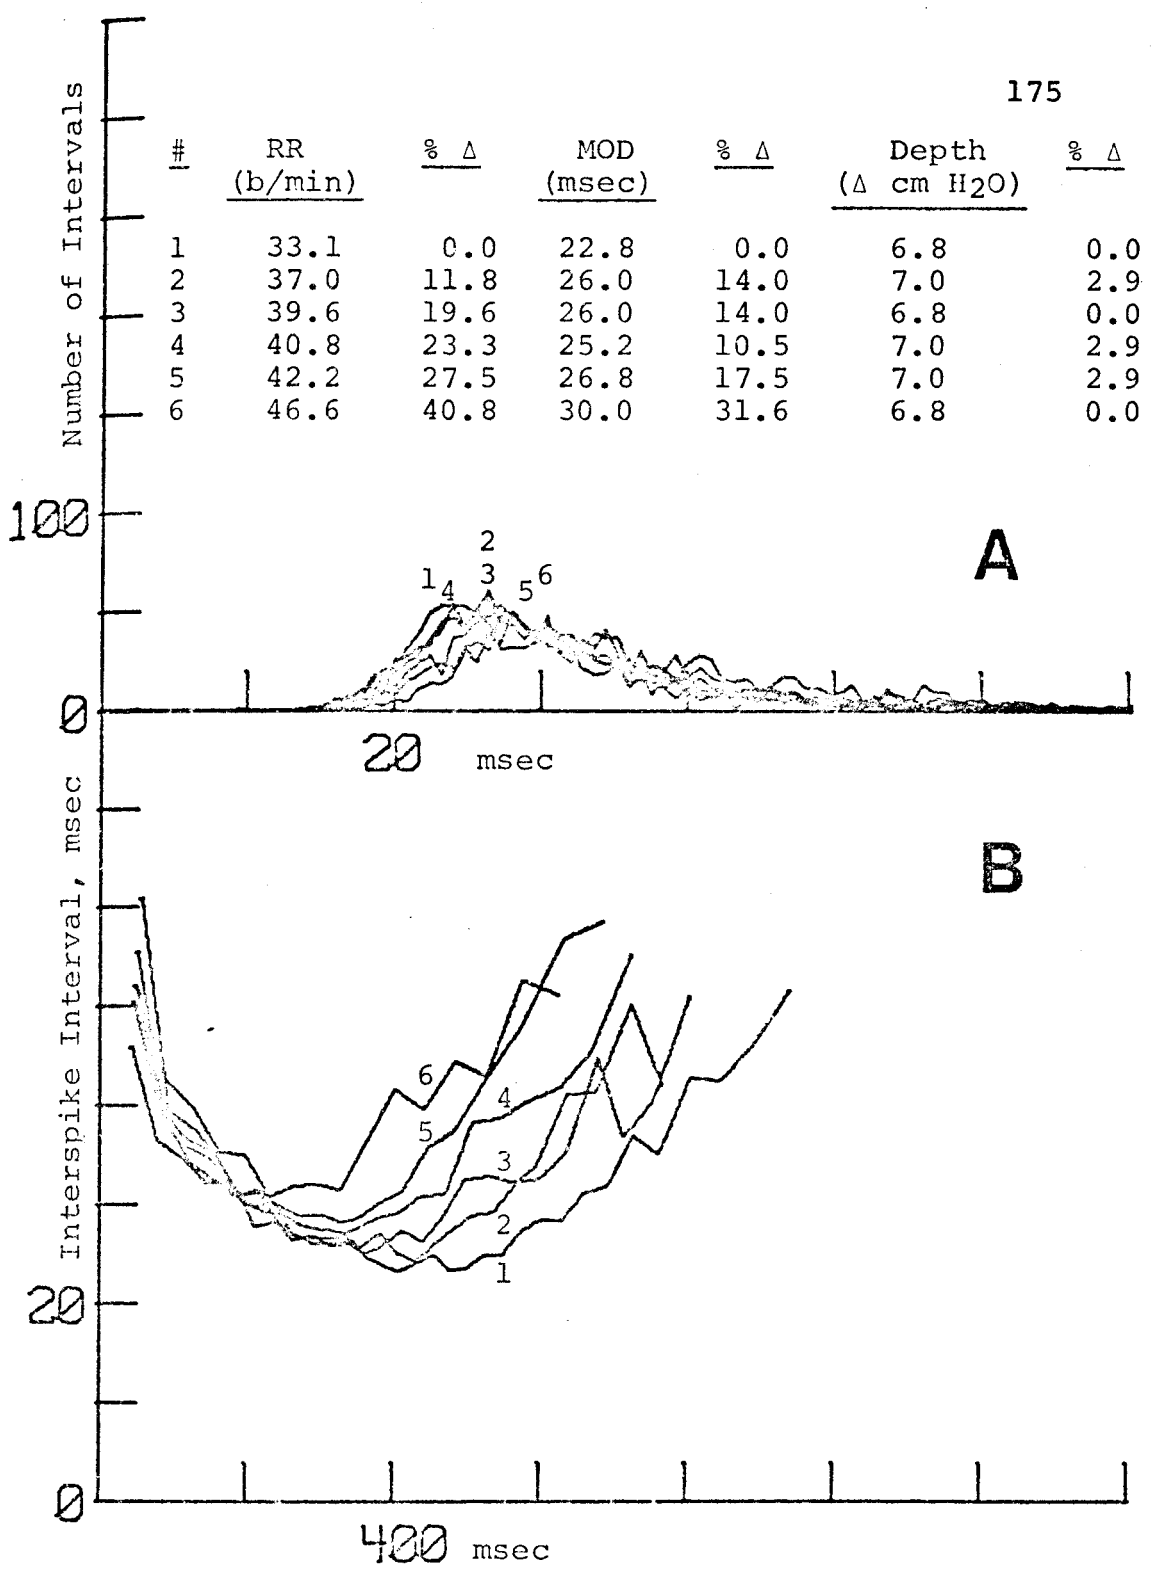 175
# RR % Δ MOD % Δ Depth % Δ
(b/min) (msec) (Δ cm H2O)
1 33.1 0.0 22.8 0.0 6.8 0.0
2 37.0 11.8 26.0 14.0 7.0 2.9
3 39.6 19.6 26.0 14.0 6.8 0.0
4 40.8 23.3 25.2 10.5 7.0 2.9
5 42.2 27.5 26.8 17.5 7.0 2.9
6 46.6 40.8 30.0 31.6 6.8 0.0
Number of Intervals
100
A
2
1 4 3 5 6
0
20 msec
Interspike Interval, msec
B
6
4
5
3
2
1
20
0
400 msec